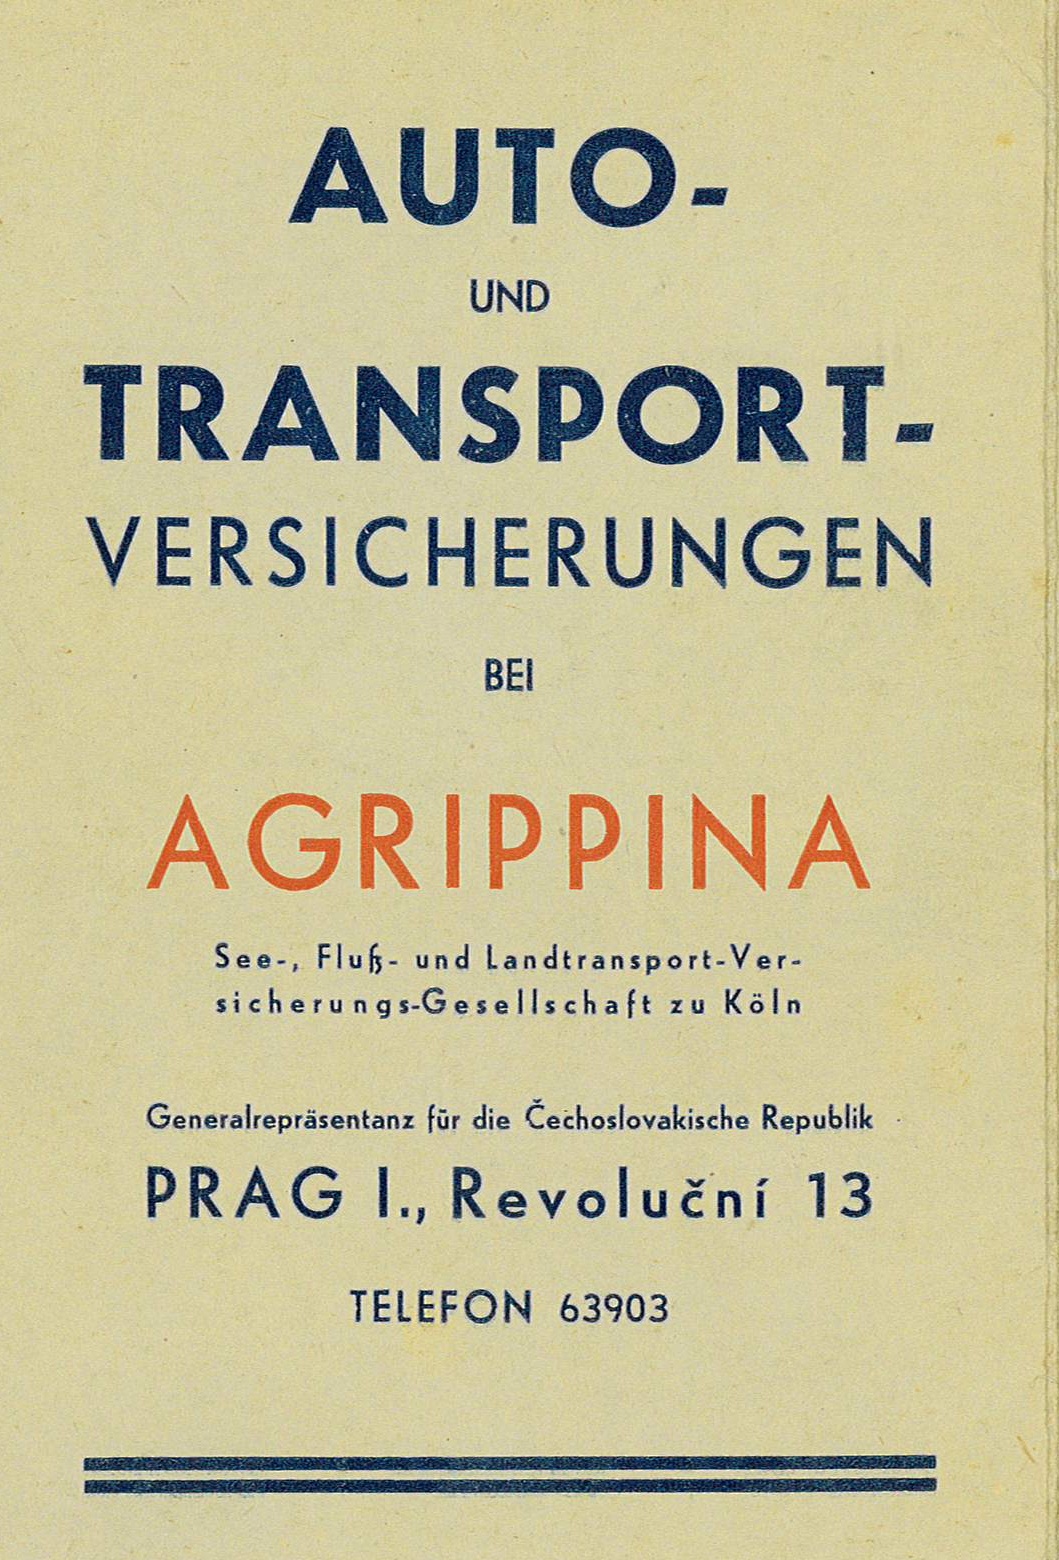 AUTO-
UND
TRANSPORT-
VERSICHERUNGEN
BEI
AGRIPPINA
See-, Fluß- und Landtransport-Ver-
sicherungs-Gesellschaft zu Köln
Generalrepräsentanz für die Čechoslovakische Republik
PRAG I., Revoluční 13
TELEFON 63903